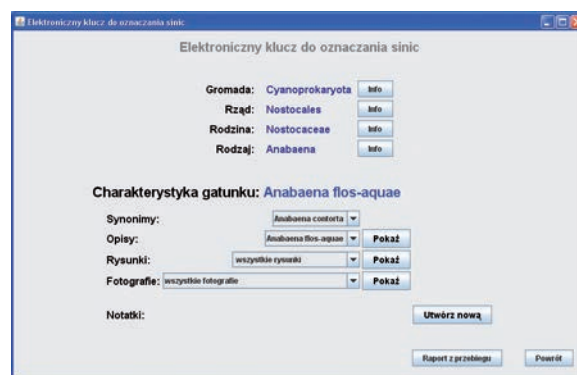 Elektroniczny klucz do oznaczania sinic
Elektroniczny klucz do oznaczania sinic
Gromada: Cyanoprokaryota Info
Rząd: Nostocales Info
Rodzina: Nostocaceae Info
Rodzaj: Anabaena Info
Charakterystyka gatunku: Anabaena flos-aquae
Synonimy: Anabaena contorta
Opisy: Anabaena flos-aquae Pokaż
Rysunki: wszystkie rysunki Pokaż
Fotografie: wszystkie fotografie Pokaż
Notatki: Utwórz nową
Raport z przebiegu Powrót